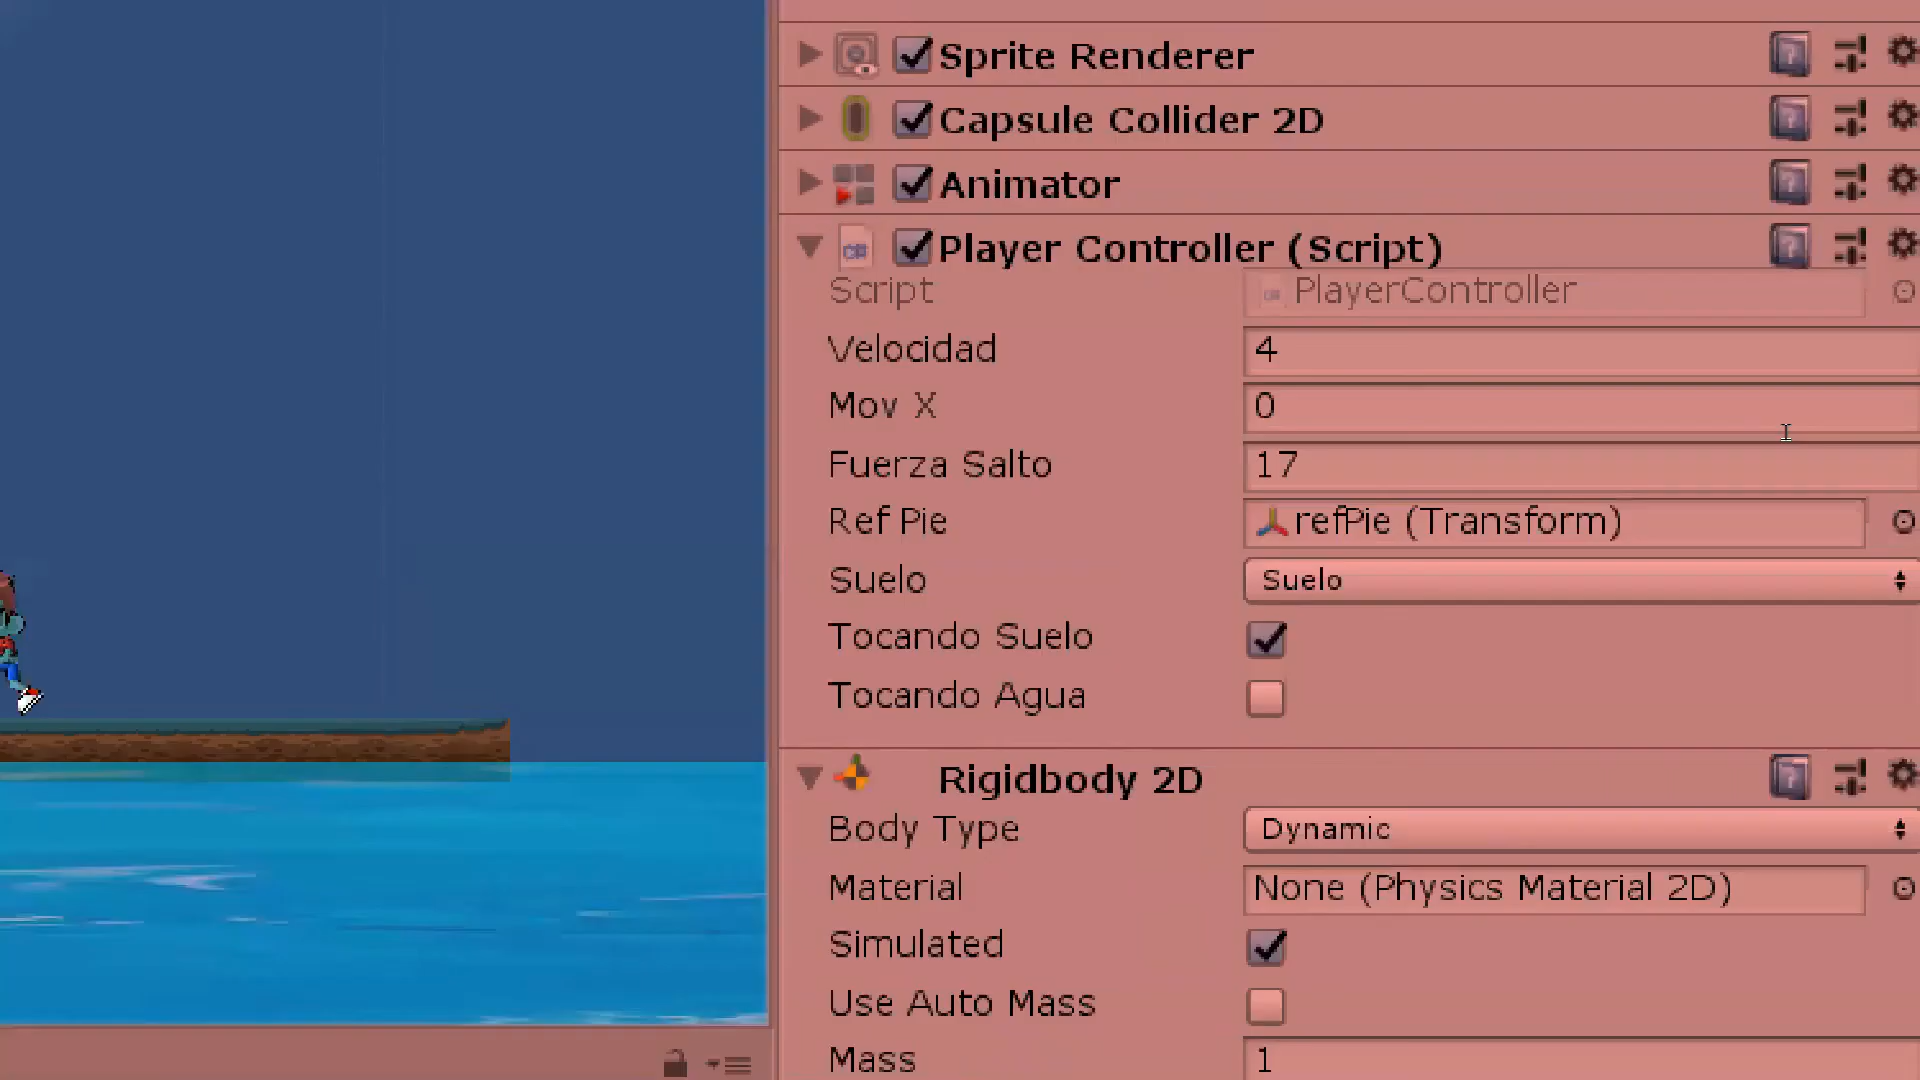 Sprite Renderer
Capsule Collider 2D
Animator
Player Controller (Script)
Script PlayerController
Velocidad 4
Mov X 0
Fuerza Salto 17
Ref Pie refPie (Transform)
Suelo Suelo
Tocando Suelo
Tocando Agua
Rigidbody 2D
Body Type Dynamic
Material None (Physics Material 2D)
Simulated
Use Auto Mass
Mass 1